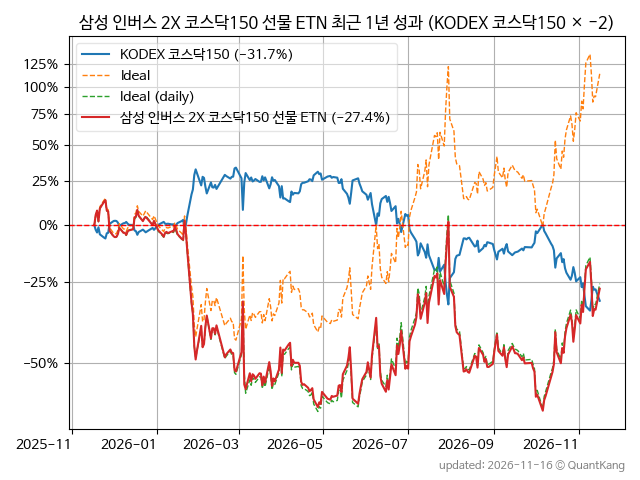 삼성 인버스 2X 코스닥150 선물 ETN 최근 1년 성과 (KODEX 코스닥150 × −2)
KODEX 코스닥150 (−31.7%)
Ideal
Ideal (daily)
삼성 인버스 2X 코스닥150 선물 ETN (−27.4%)
125%
100%
75%
50%
25%
0%
−25%
−50%
2025-11 2026-01 2026-03 2026-05 2026-07 2026-09 2026-11
updated: 2026-11-16 © QuantKang